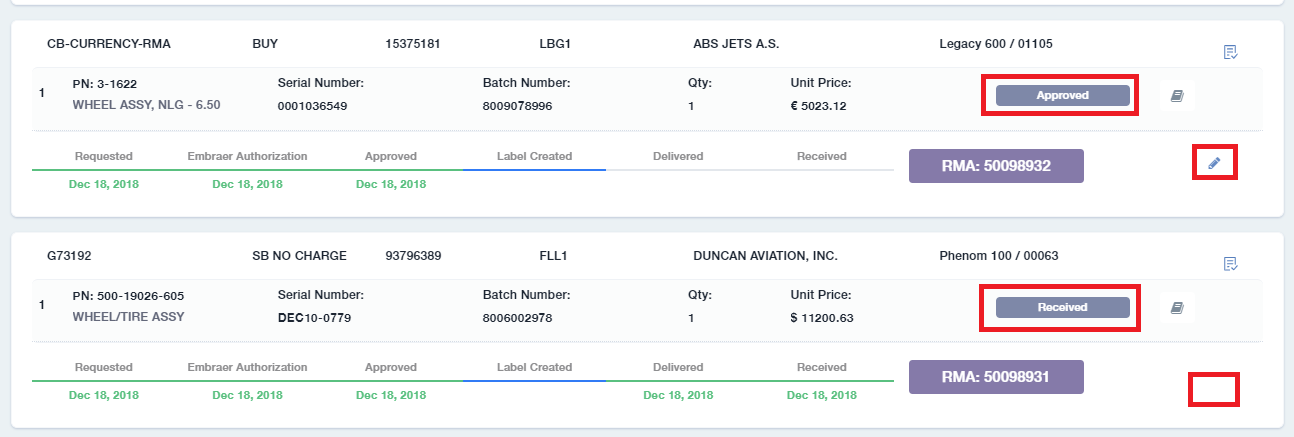 CB-CURRENCY-RMA BUY 15375181 LBG1 ABS JETS A.S. Legacy 600 / 01105
1 PN: 3-1622 Serial Number: Batch Number: Qty: Unit Price: Approved
WHEEL ASSY, NLG - 6.50 0001036549 8009078996 1 € 5023.12
Requested Embraer Authorization Approved Label Created Delivered Received RMA: 50098932
Dec 18, 2018 Dec 18, 2018 Dec 18, 2018
G73192 SB NO CHARGE 93796389 FLL1 DUNCAN AVIATION, INC. Phenom 100 / 00063
1 PN: 500-19026-605 Serial Number: Batch Number: Qty: Unit Price: Received
WHEEL/TIRE ASSY DEC10-0779 8006002978 1 $ 11200.63
Requested Embraer Authorization Approved Label Created Delivered Received RMA: 50098931
Dec 18, 2018 Dec 18, 2018 Dec 18, 2018 Dec 18, 2018 Dec 18, 2018